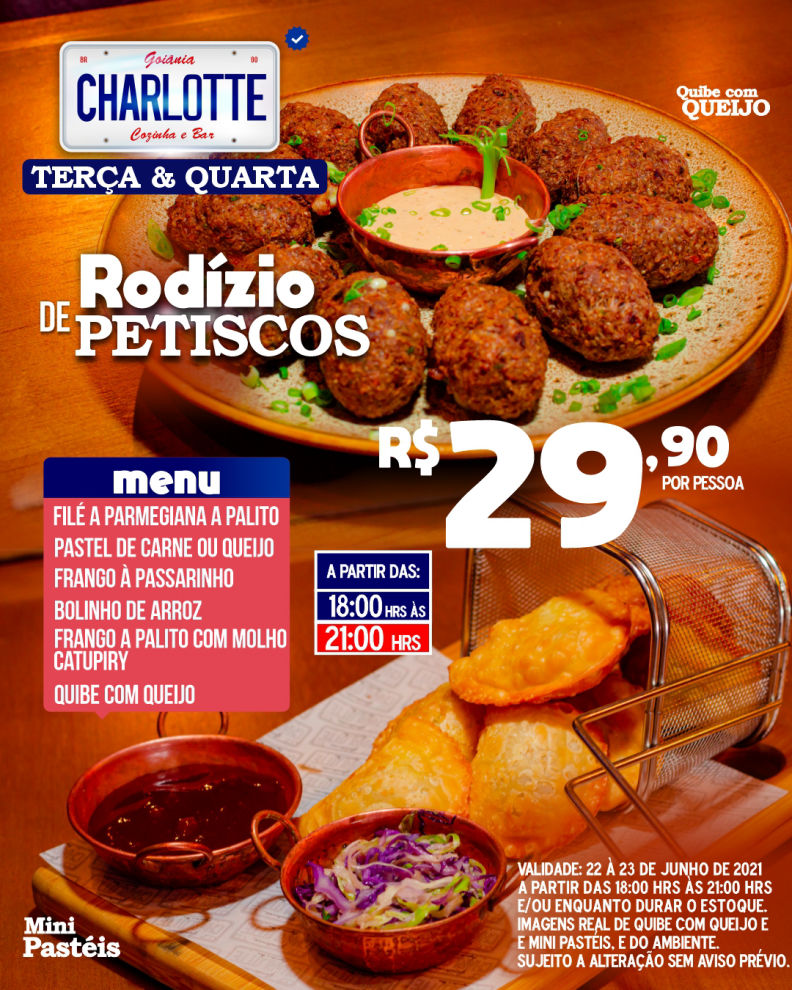 BR Goiânia 00
CHARLOTTE
Cozinha e Bar
TERÇA & QUARTA
Quibe com
QUEIJO
Rodízio
DE PETISCOS
R$ 29,90
POR PESSOA
menu
FILÉ A PARMEGIANA A PALITO
PASTEL DE CARNE OU QUEIJO
FRANGO À PASSARINHO
BOLINHO DE ARROZ
FRANGO A PALITO COM MOLHO
CATUPIRY
QUIBE COM QUEIJO
A PARTIR DAS:
18:00 HRS ÀS
21:00 HRS
Mini
Pastéis
VALIDADE: 22 À 23 DE JUNHO DE 2021
A PARTIR DAS 18:00 HRS ÀS 21:00 HRS
E/OU ENQUANTO DURAR O ESTOQUE.
IMAGENS REAL DE QUIBE COM QUEIJO E
E MINI PASTÉIS, E DO AMBIENTE.
SUJEITO A ALTERAÇÃO SEM AVISO PRÉVIO.